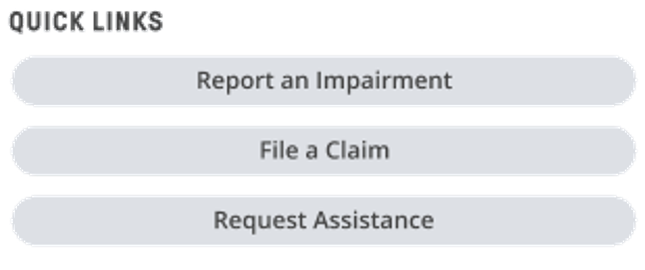 QUICK LINKS
Report an Impairment
File a Claim
Request Assistance